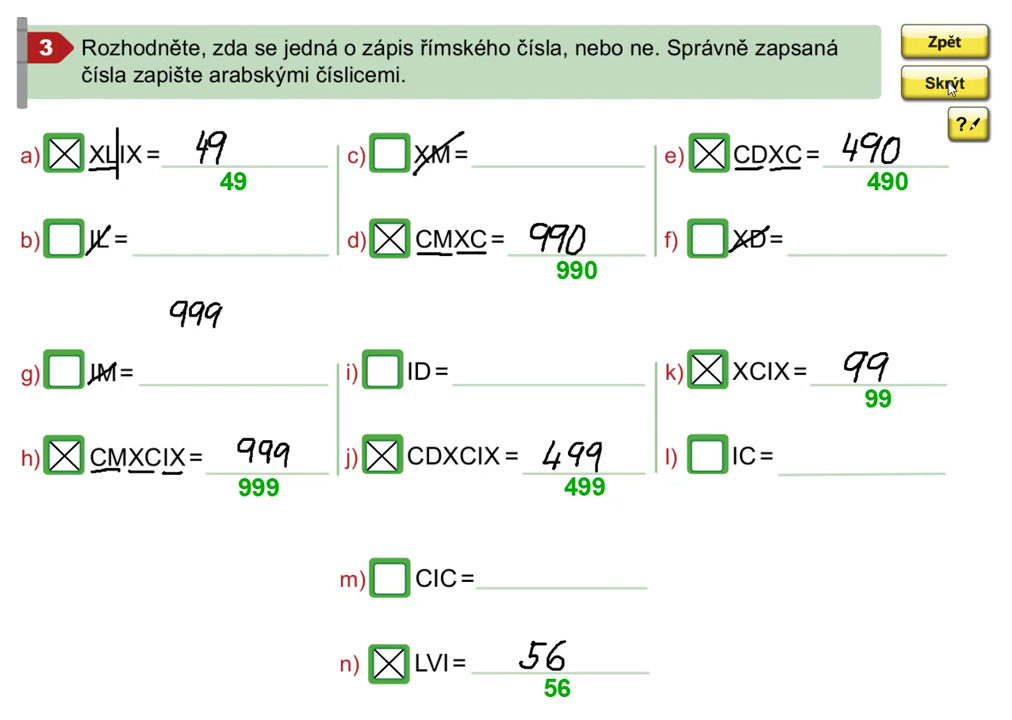 3 Rozhodněte, zda se jedná o zápis římského čísla, nebo ne. Správně zapsaná
čísla zapište arabskými číslicemi.
Zpět
Skrýt
?
a) XLIX = 49
49
c) XM =
e) CDXC = 490
490
b) IL =
d) CMXC = 990
990
f) XD =
999
g) IM =
i) ID =
k) XCIX = 99
99
h) CMXCIX = 999
999
j) CDXCIX = 499
499
l) IC =
m) CIC =
n) LVI = 56
56